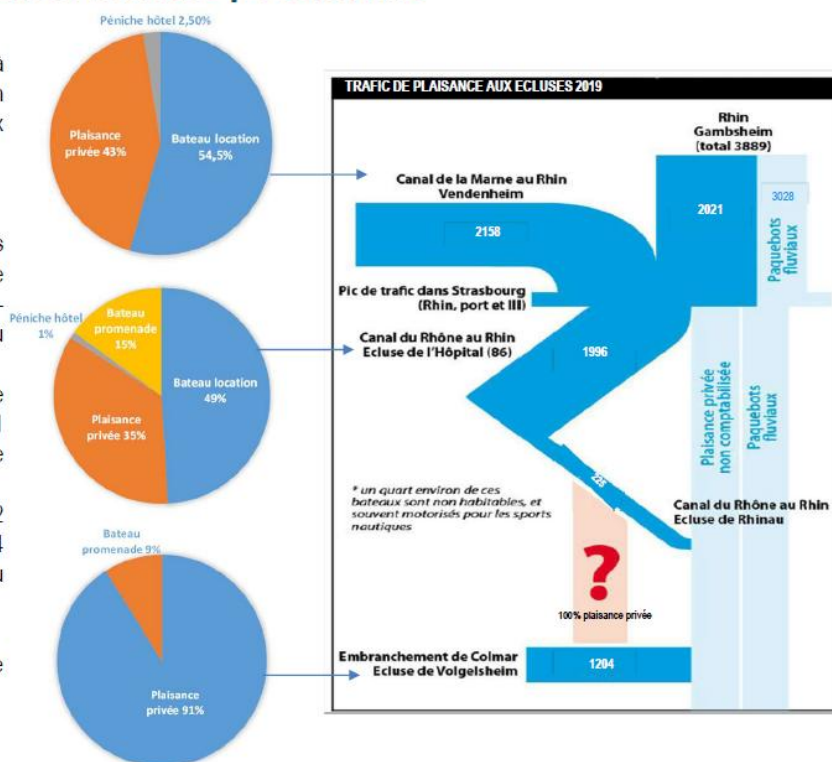 Péniche hôtel 2,50%
Plaisance
privée 43%
Bateau location
54,5%
Péniche hôtel
1%
Bateau
promenade
15%
Bateau location
49%
Plaisance
privée 35%
Bateau
promenade 9%
Plaisance
privée 91%
TRAFIC DE PLAISANCE AUX ECLUSES 2019
Rhin
Gambsheim
(total 3889)
Canal de la Marne au Rhin
Vendenheim
2158
2021
3028
Paquebots
fluviaux
Pic de trafic dans Strasbourg
(Rhin, port et Ill)
Canal du Rhône au Rhin
Ecluse de l'Hôpital (86)
1996
Plaisance privée
non comptabilisée
Paquebots
fluviaux
* un quart environ de ces
bateaux sont non habitables, et
souvent motorisés pour les sports
nautiques
Canal du Rhône au Rhin
Ecluse de Rhinau
?
100% plaisance privée
Embranchement de Colmar
Ecluse de Volgelsheim
1204